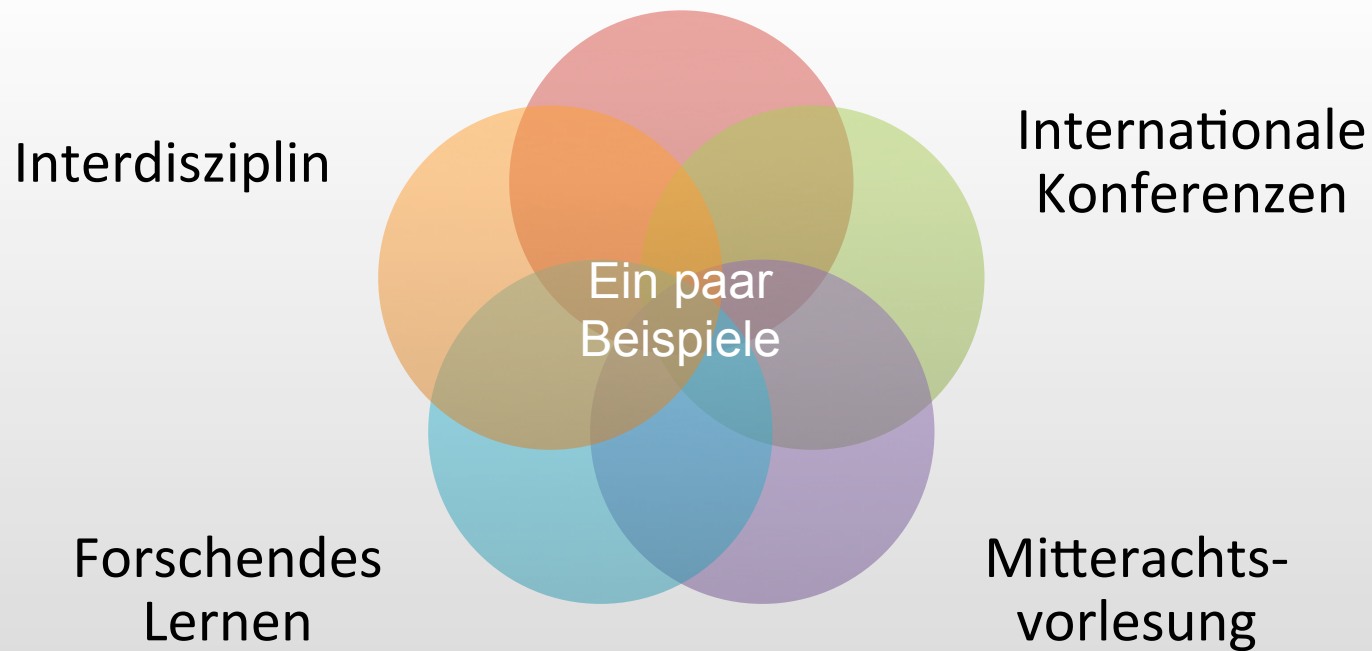 Interdisziplin
Internationale
Konferenzen
Ein paar
Beispiele
Forschendes
Lernen
Mitterachts-
vorlesung